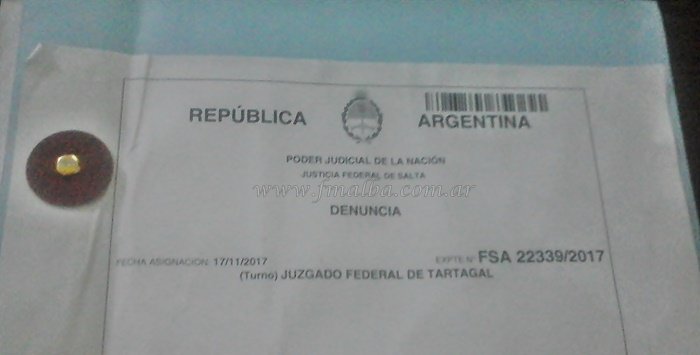 REPÚBLICA ARGENTINA
PODER JUDICIAL DE LA NACIÓN
JUSTICIA FEDERAL DE SALTA
www.fmalba.com.ar
DENUNCIA
FECHA ASIGNACION: 17/11/2017 EXPTE N° FSA 22339/2017
(Turno) JUZGADO FEDERAL DE TARTAGAL